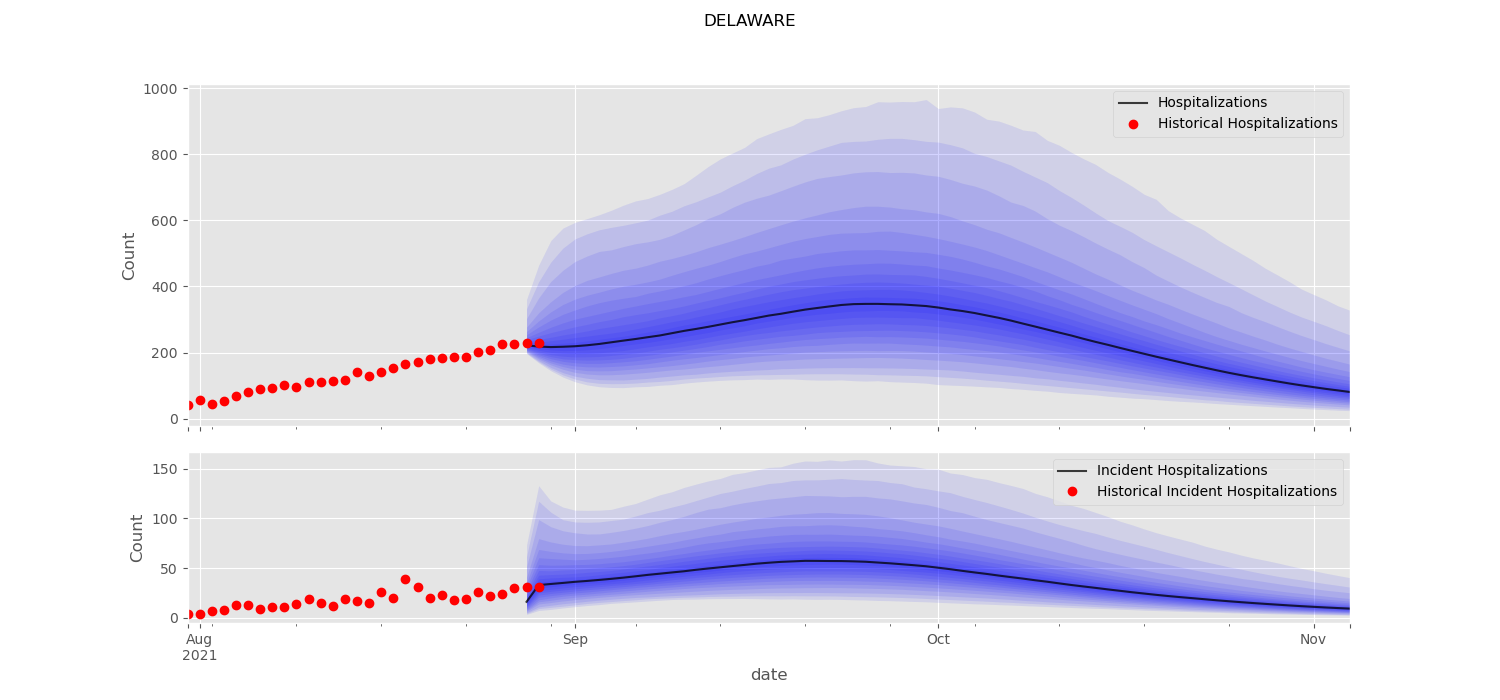 DELAWARE
1000
800
600
400
200
0
Count
Hospitalizations
Historical Hospitalizations
150
100
50
0
Count
Incident Hospitalizations
Historical Incident Hospitalizations
Aug
2021
Sep
Oct
Nov
date